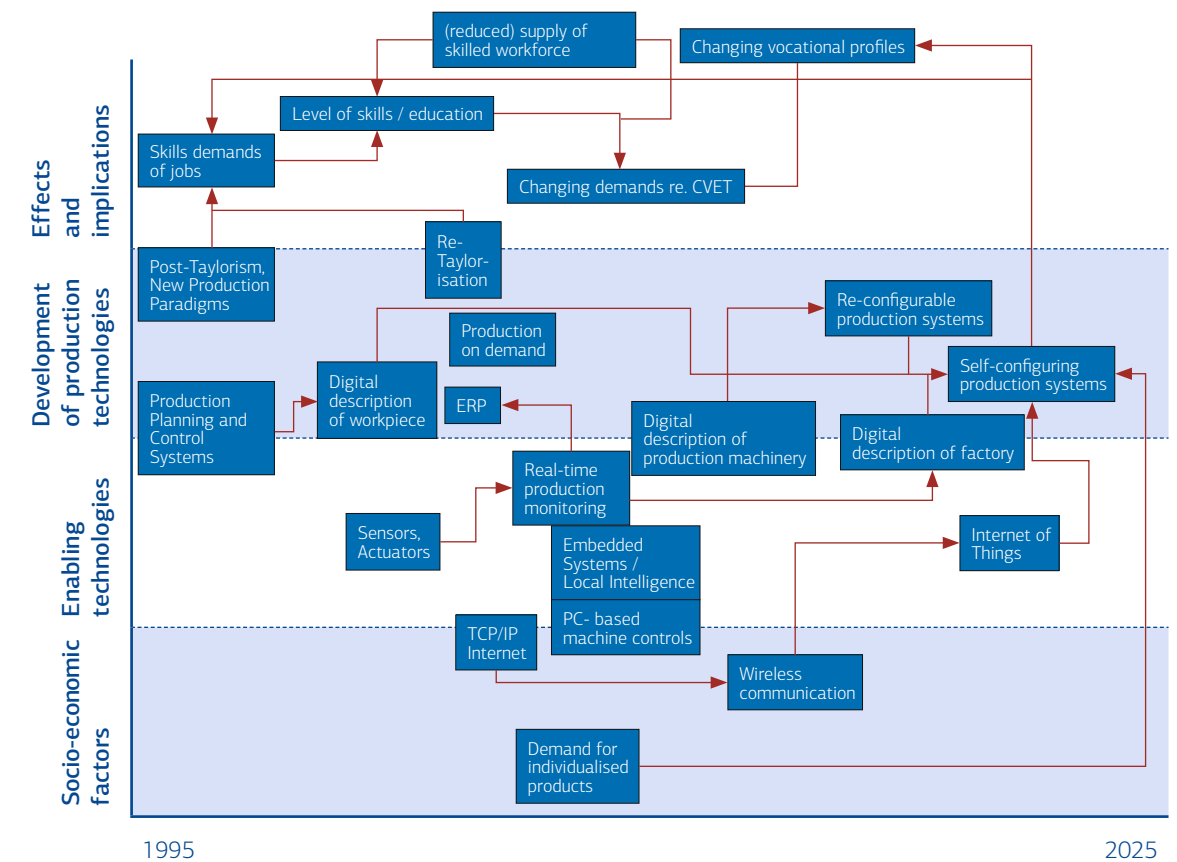 Effects
and
implications
(reduced) supply of
skilled workforce
Changing vocational profiles
Level of skills / education
Skills demands
of jobs
Changing demands re. CVET
Development
of production
technologies
Post-Taylorism,
New Production
Paradigms
Re-
Taylor-
isation
Production
on demand
Re-configurable
production systems
Self-configuring
production systems
Production
Planning and
Control
Systems
Digital
description
of workpiece
ERP
Digital
description of
production machinery
Digital
description of factory
Enabling
technologies
Real-time
production
monitoring
Sensors,
Actuators
Embedded
Systems /
Local Intelligence
Internet of
Things
PC- based
machine controls
TCP/IP
Internet
Socio-economic
factors
Wireless
communication
Demand for
individualised
products
1995
2025